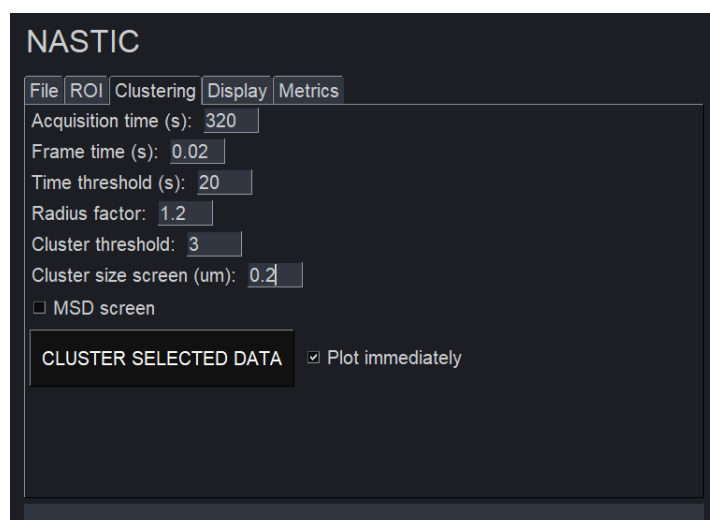 NASTIC
File ROI Clustering Display Metrics
Acquisition time (s): 320
Frame time (s): 0.02
Time threshold (s): 20
Radius factor: 1.2
Cluster threshold: 3
Cluster size screen (um): 0.2
MSD screen
CLUSTER SELECTED DATA Plot immediately